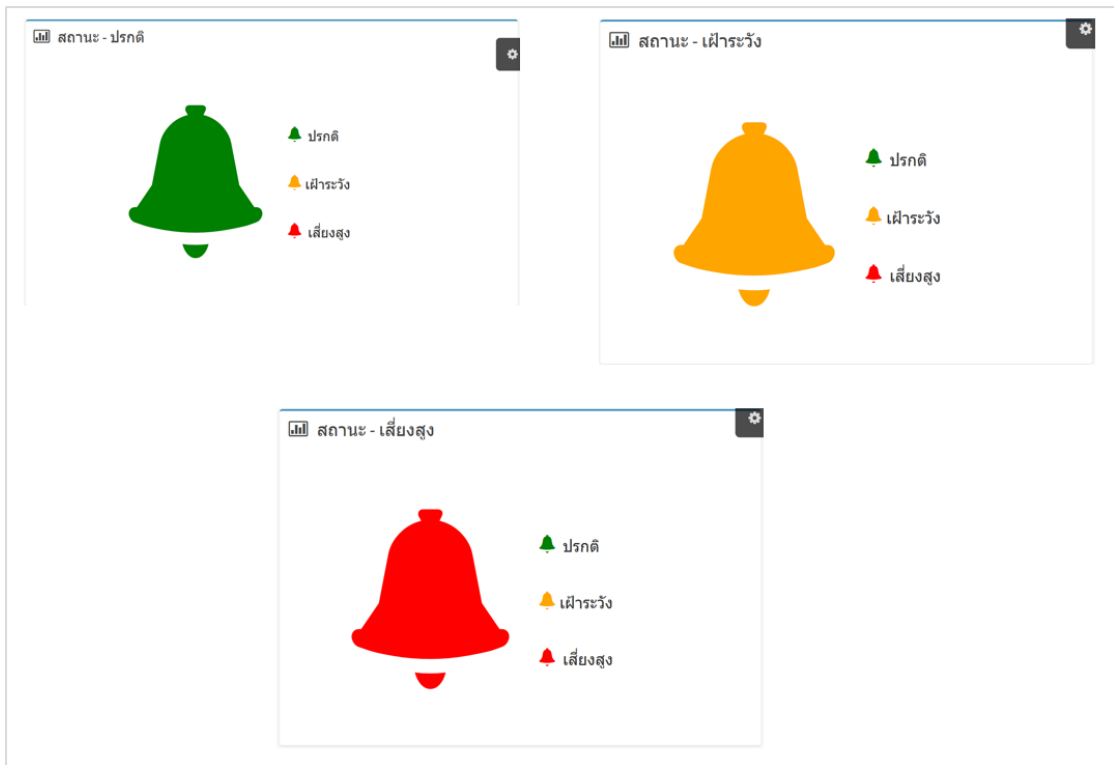 สถานะ - ปรกติ
ปรกติ
เฝ้าระวัง
เสี่ยงสูง
สถานะ - เฝ้าระวัง
ปรกติ
เฝ้าระวัง
เสี่ยงสูง
สถานะ - เสี่ยงสูง
ปรกติ
เฝ้าระวัง
เสี่ยงสูง